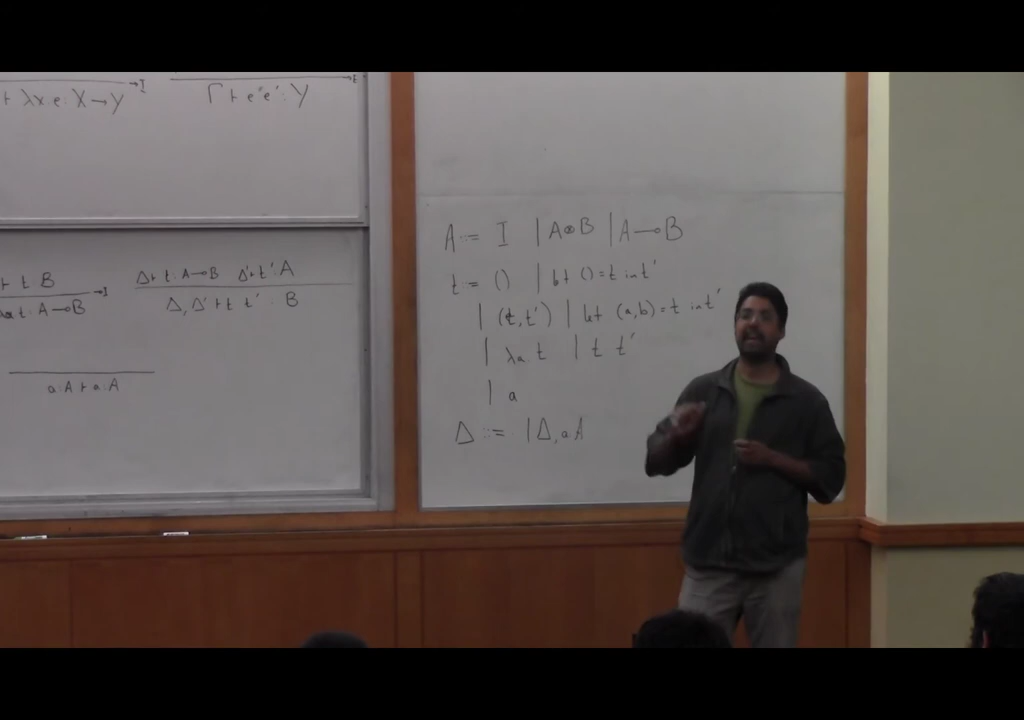 ⊢ λx.e : X → Y
→I
Γ ⊢ e e' : Y
→E
⊢ t : B
λa.t : A ⊸ B
⊸I
Δ ⊢ t : A ⊸ B Δ' ⊢ t' : A
Δ, Δ' ⊢ t t' : B
a : A ⊢ a : A
A ::= I | A ⊗ B | A ⊸ B
t = () | let () = t in t'
| (t, t') | let (a, b) = t in t'
| λa. t | t t'
| a
Δ ::= | Δ, a A